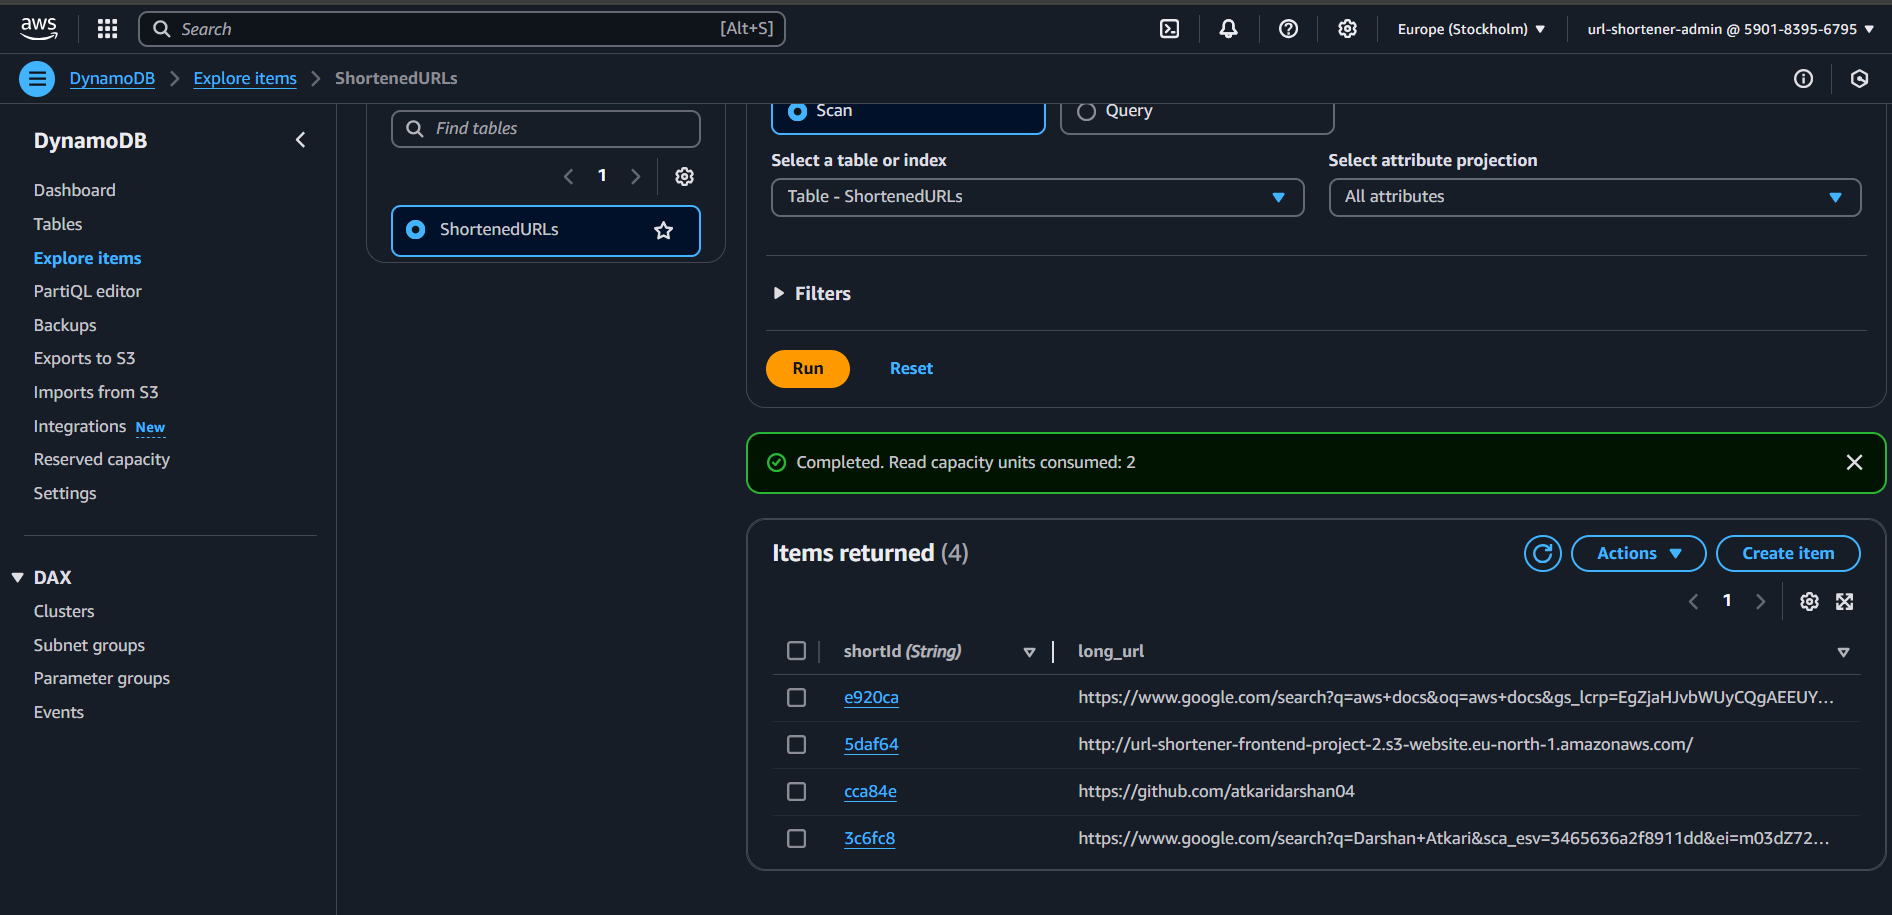 aws
Search [Alt+S]
Europe (Stockholm)
url-shortener-admin @ 5901-8395-6795
DynamoDB
Explore items
ShortenedURLs
DynamoDB
Dashboard
Tables
Explore items
PartiQL editor
Backups
Exports to S3
Imports from S3
Integrations New
Reserved capacity
Settings
DAX
Clusters
Subnet groups
Parameter groups
Events
Find tables
1
ShortenedURLs
Scan
Query
Select a table or index
Table - ShortenedURLs
Select attribute projection
All attributes
Filters
Run
Reset
Completed. Read capacity units consumed: 2
Items returned (4)
Actions
Create item
1
shortId (String)
long_url
e920ca https://www.google.com/search?q=aws+docs&oq=aws+docs&gs_lcrp=EgZjaHJvbWUyCQgAEEUY...
5daf64 http://url-shortener-frontend-project-2.s3-website.eu-north-1.amazonaws.com/
cca84e https://github.com/atkaridarshan04
3c6fc8 https://www.google.com/search?q=Darshan+Atkari&sca_esv=3465636a2f8911dd&ei=m03dZ72...